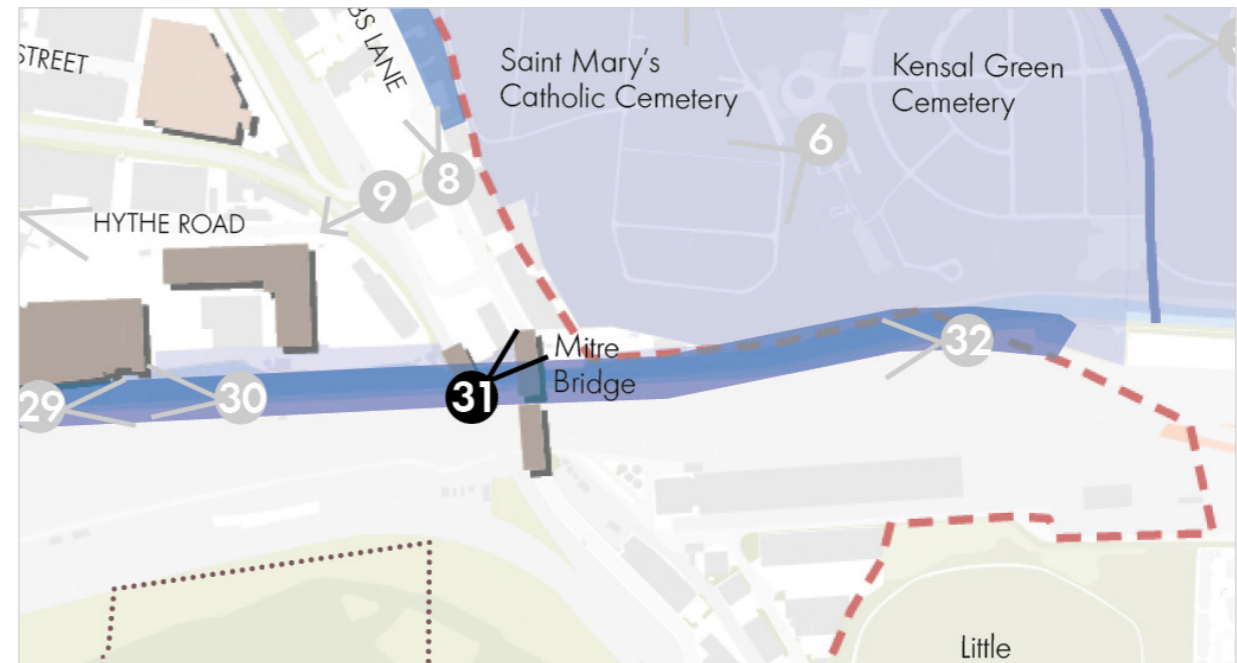 STREET
BS LANE
Saint Mary's
Catholic Cemetery
Kensal Green
Cemetery
6
8
9
HYTHE ROAD
Mitre
Bridge
32
31
30
29
Little